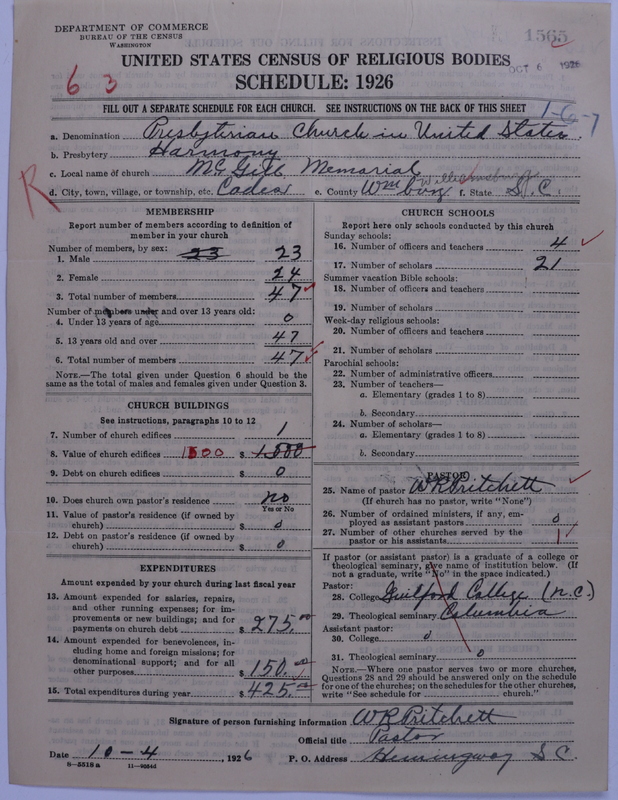 DEPARTMENT OF COMMERCE
BUREAU OF THE CENSUS
WASHINGTON
1565
OCT 6 1926
UNITED STATES CENSUS OF RELIGIOUS BODIES
SCHEDULE: 1926
6 3
FILL OUT A SEPARATE SCHEDULE FOR EACH CHURCH. SEE INSTRUCTIONS ON THE BACK OF THIS SHEET
1-6-7
R
a. Denomination Presbyterian Church in United States
b. Presbytery Harmony
c. Local name of church McGill Memorial
d. City, town, village, or township, etc. Cades e. County Wmburg Williamsburg f. State S.C.
MEMBERSHIP
Report number of members according to definition of member in your church
Number of members, by sex:
1. Male 23 23
2. Female 24
3. Total number of members 47
Number of members under and over 13 years old:
4. Under 13 years of age 0
5. 13 years old and over 47
6. Total number of members 47
NOTE.—The total given under Question 6 should be the same as the total of males and females given under Question 3.
CHURCH BUILDINGS
See instructions, paragraphs 10 to 12
7. Number of church edifices 1
8. Value of church edifices 1500 $ 1,500
9. Debt on church edifices $ 0
10. Does church own pastor's residence no
Yes or No
11. Value of pastor's residence (if owned by church) $ 0
12. Debt on pastor's residence (if owned by church) $ 0
EXPENDITURES
Amount expended by your church during last fiscal year
13. Amount expended for salaries, repairs, and other running expenses; for improvements or new buildings; and for payments on church debt $ 275.00
14. Amount expended for benevolences, including home and foreign missions; for denominational support; and for all other purposes $ 150.00
15. Total expenditures during year $ 425.00
CHURCH SCHOOLS
Report here only schools conducted by this church
Sunday schools:
16. Number of officers and teachers 4
17. Number of scholars 21
Summer vacation Bible schools:
18. Number of officers and teachers
19. Number of scholars
Week-day religious schools:
20. Number of officers and teachers
21. Number of scholars
Parochial schools:
22. Number of administrative officers
23. Number of teachers—
a. Elementary (grades 1 to 8)
b. Secondary
24. Number of scholars—
a. Elementary (grades 1 to 8)
b. Secondary
PASTOR
25. Name of pastor W R Pritchett
(If church has no pastor, write "None")
26. Number of ordained ministers, if any, employed as assistant pastors 0
27. Number of other churches served by the pastor or his assistants 1
If pastor (or assistant pastor) is a graduate of a college or theological seminary, give name of institution below. (If not a graduate, write "No" in the space indicated.)
Pastor:
28. College Guilford College (N.C.)
29. Theological seminary Columbia
Assistant pastor:
30. College 0
31. Theological seminary 0
NOTE.—Where one pastor serves two or more churches, Questions 28 and 29 should be answered only on the schedule for one of the churches; on the schedules for the other churches, write "See schedule for church."
Signature of person furnishing information W R Pritchett
Official title Pastor
Date 10-4, 1926 P. O. Address Hemingway S C.
8-5518 a 11-9554d